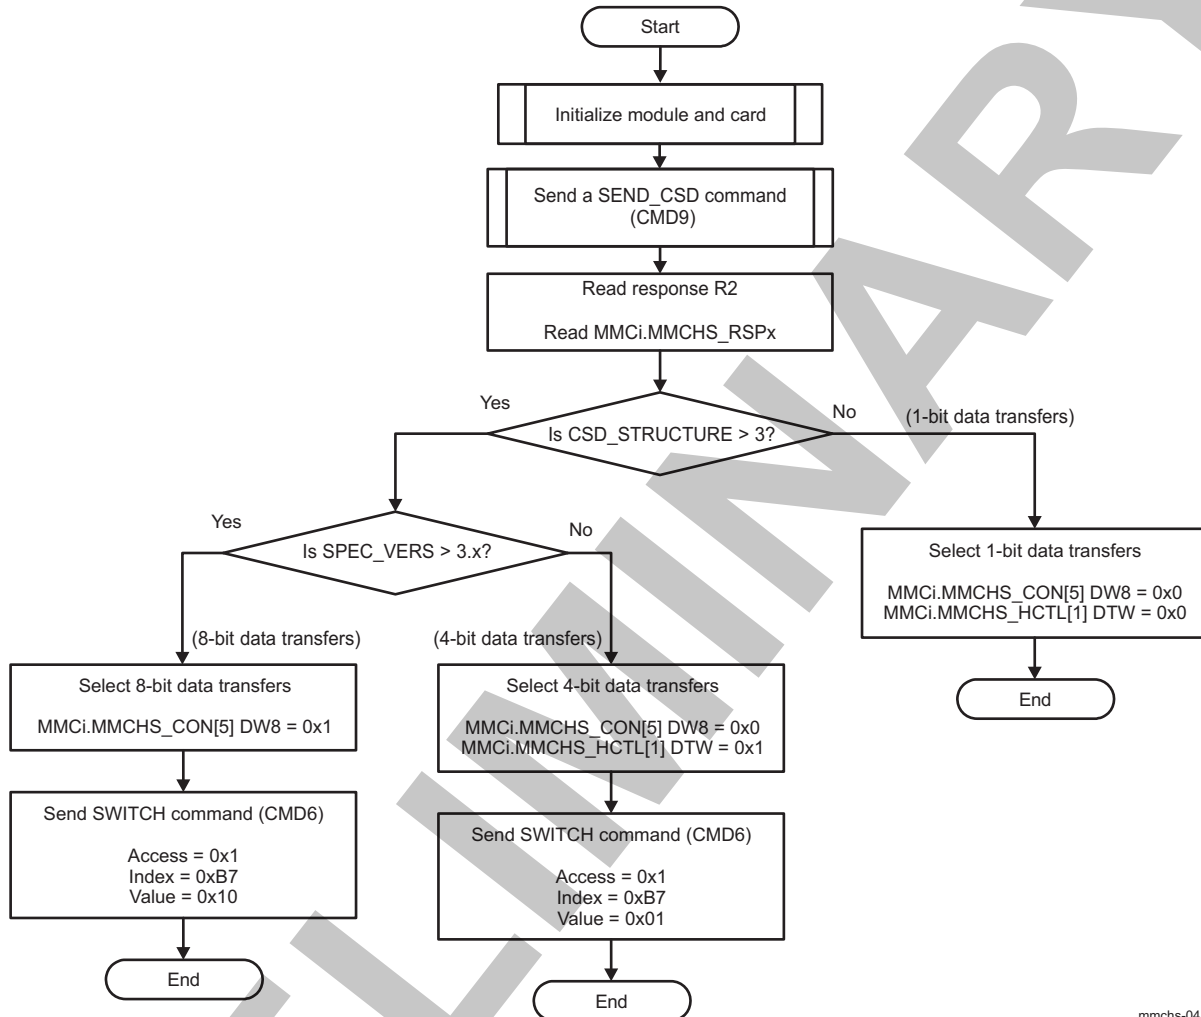 Start
Initialize module and card
Send a SEND_CSD command
(CMD9)
Read response R2
Read MMCi.MMCHS_RSPx
Yes
No
(1-bit data transfers)
Is CSD_STRUCTURE > 3?
Yes
No
Is SPEC_VERS > 3.x?
Select 1-bit data transfers
MMCi.MMCHS_CON[5] DW8 = 0x0
MMCi.MMCHS_HCTL[1] DTW = 0x0
End
(8-bit data transfers)
(4-bit data transfers)
Select 8-bit data transfers
MMCi.MMCHS_CON[5] DW8 = 0x1
Select 4-bit data transfers
MMCi.MMCHS_CON[5] DW8 = 0x0
MMCi.MMCHS_HCTL[1] DTW = 0x1
Send SWITCH command (CMD6)
Access = 0x1
Index = 0xB7
Value = 0x10
Send SWITCH command (CMD6)
Access = 0x1
Index = 0xB7
Value = 0x01
End
End
mmchs-04